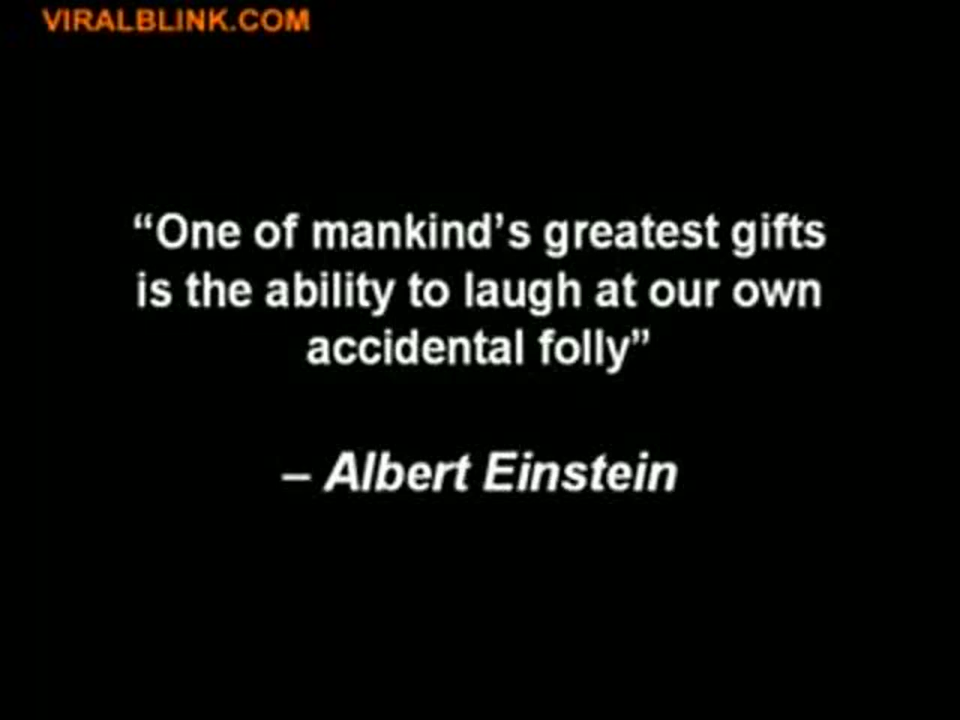 VIRALBLINK.COM
“One of mankind’s greatest gifts
is the ability to laugh at our own
accidental folly”
– Albert Einstein